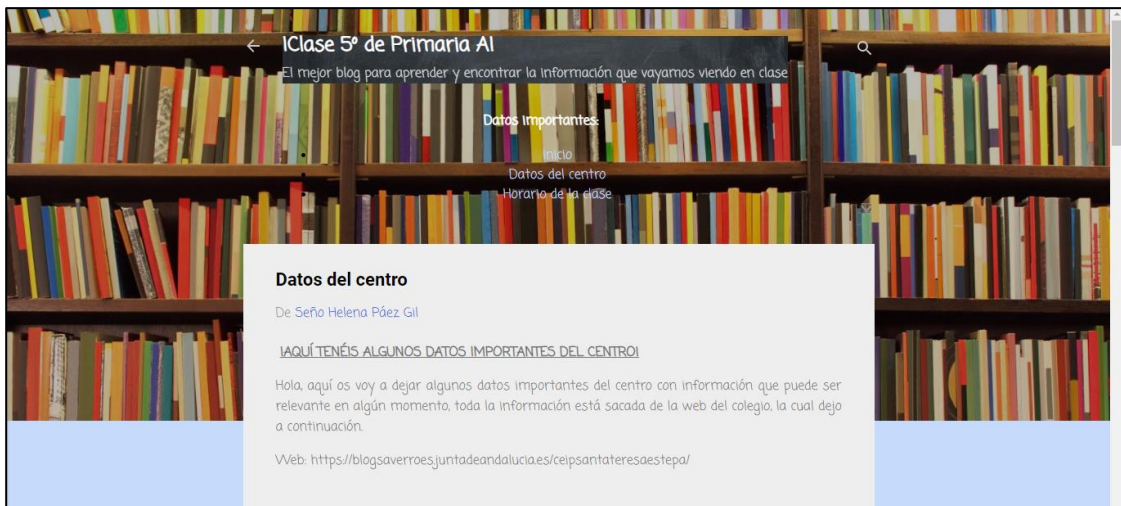 ¡Clase 5º de Primaria A!
El mejor blog para aprender y encontrar la información que vayamos viendo en clase
Datos importantes:
Inicio
Datos del centro
Horario de la clase
Datos del centro
De Seño Helena Páez Gil
¡AQUÍ TENÉIS ALGUNOS DATOS IMPORTANTES DEL CENTRO!
Hola, aquí os voy a dejar algunos datos importantes del centro con información que puede ser
relevante en algún momento, toda la información está sacada de la web del colegio, la cual dejo
a continuación.
Web: https://blogsaverroes.juntadeandalucia.es/ceipsantateresaestepa/